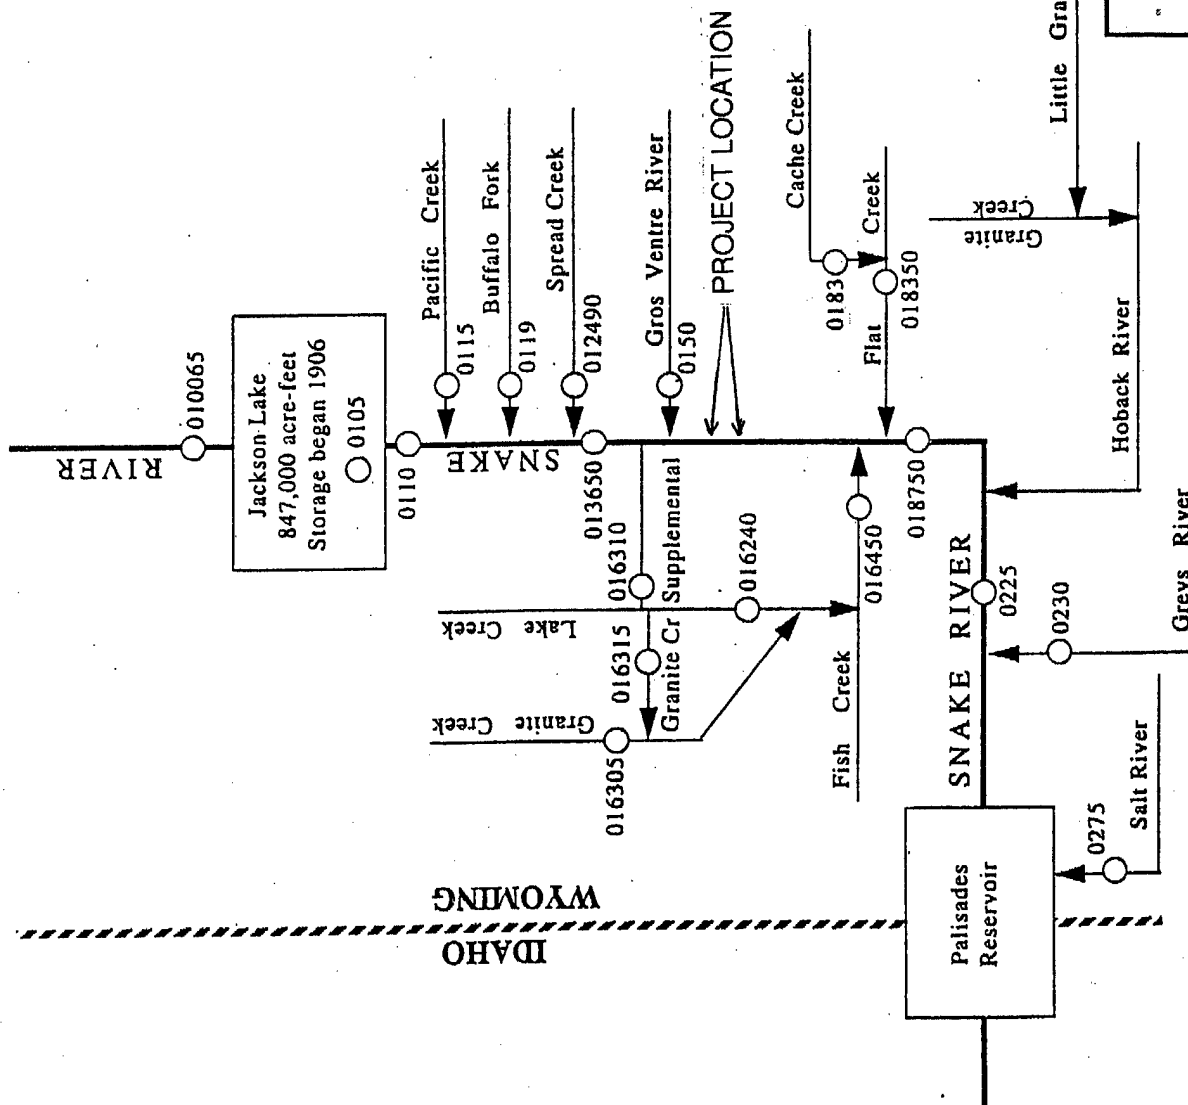 RIVER
010065
Jackson Lake
847,000 acre-feet
Storage began 1906
0105
0110
SNAKE
Pacific Creek
0115
Buffalo Fork
0119
Spread Creek
012490
013650
Gros Ventre River
0150
PROJECT LOCATION
Cache Creek
0183
Flat Creek
018350
Little Gra
Granite
Creek
Hoback River
016310
Supplemental
016240
Lake Creek
016315
Granite Cr
Granite Creek
016305
Fish Creek
016450
018750
SNAKE RIVER
0225
0230
Greys River
Salt River
0275
Palisades
Reservoir
WYOMING
IDAHO